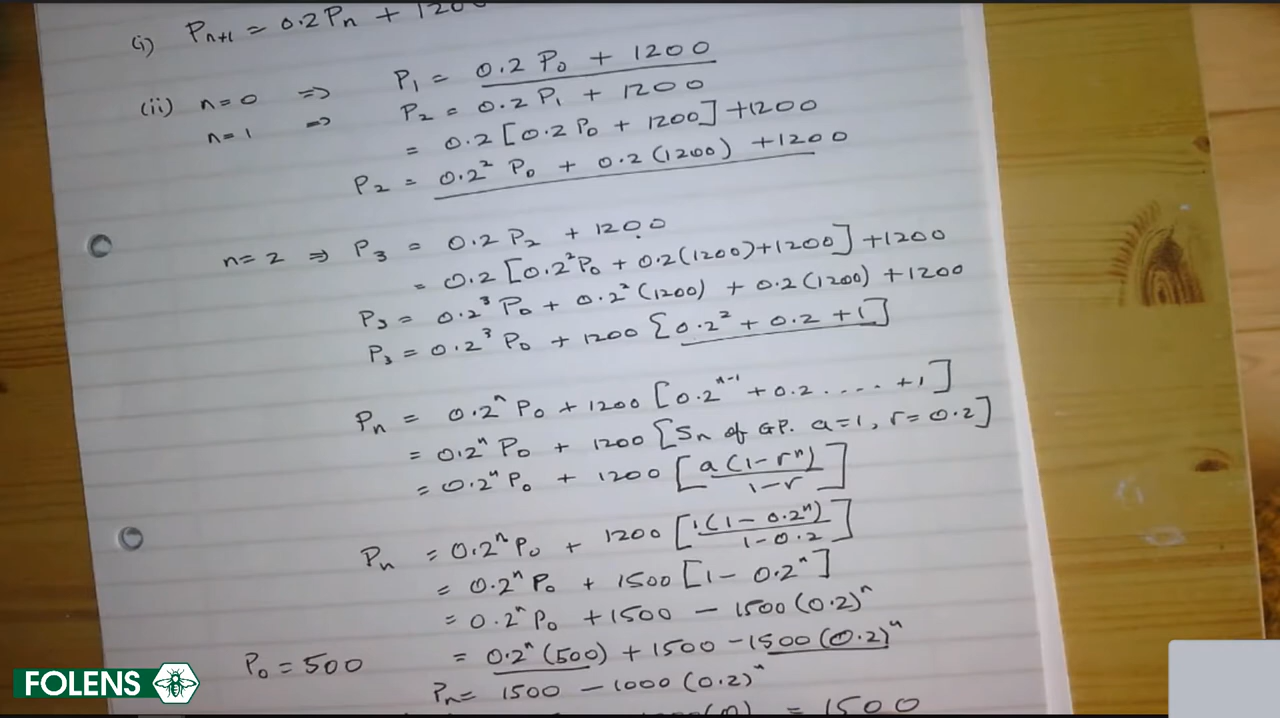 (i) Pn+1 = 0.2Pn + 120
(ii) n=0 => P1 = 0.2 P0 + 1200
n=1 => P2 = 0.2 P1 + 1200
= 0.2 [0.2 P0 + 1200] +1200
P2 = 0.2² P0 + 0.2 (1200) +1200
n=2 => P3 = 0.2 P2 + 1200
= 0.2 [0.2²P0 + 0.2(1200)+1200] +1200
P3 = 0.2³ P0 + 0.2² (1200) + 0.2 (1200) +1200
P3 = 0.2³ P0 + 1200 [0.2² + 0.2 +1]
Pn = 0.2ⁿ P0 + 1200 [0.2ⁿ⁻¹ + 0.2 .... +1]
= 0.2ⁿ P0 + 1200 [Sn of GP. a=1, r=0.2]
= 0.2ⁿ P0 + 1200 [a(1-rⁿ)/1-r]
Pn = 0.2ⁿ P0 + 1200 [1(1-0.2ⁿ)/1-0.2]
= 0.2ⁿ P0 + 1500 [1- 0.2ⁿ]
= 0.2ⁿ P0 + 1500 - 1500 (0.2)ⁿ
P0 = 500 = 0.2ⁿ (500) + 1500 - 1500 (0.2)ⁿ
Pn= 1500 - 1000 (0.2)ⁿ
(0) = 1500
FOLENS